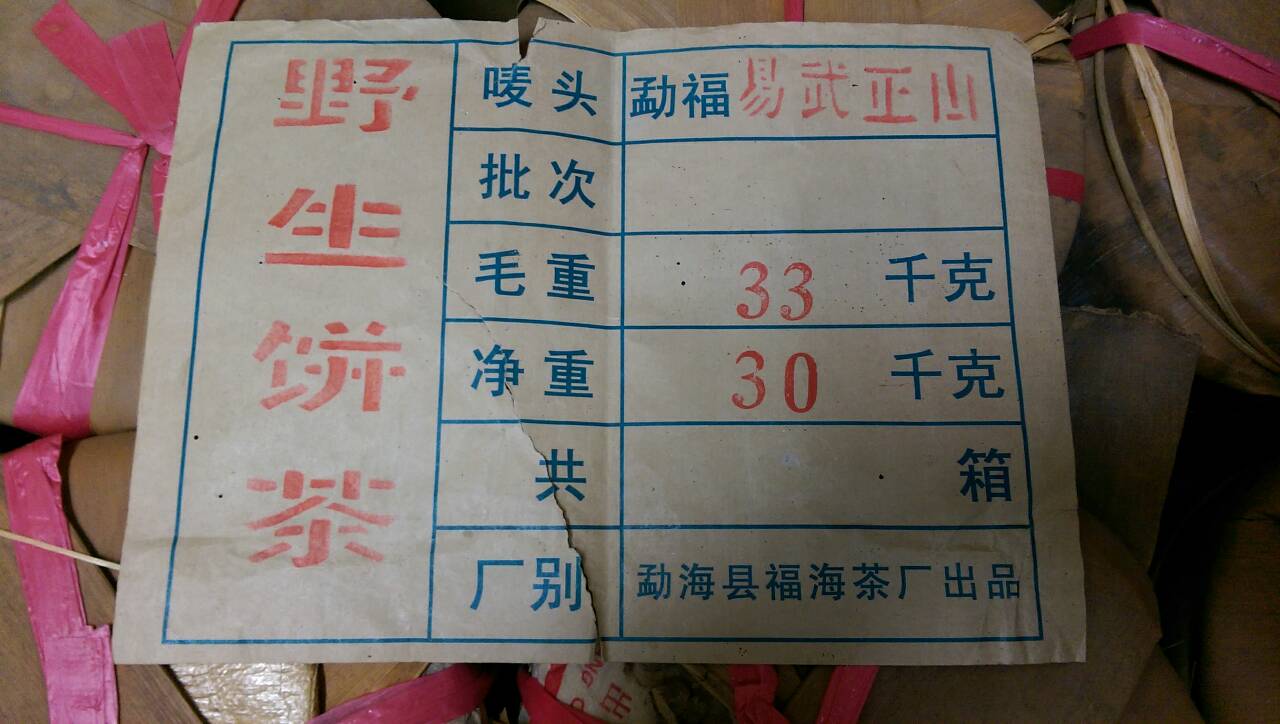 野生饼茶
唛头 勐福 易武正山
批次
毛重 33 千克
净重 30 千克
共 箱
厂别 勐海县福海茶厂出品